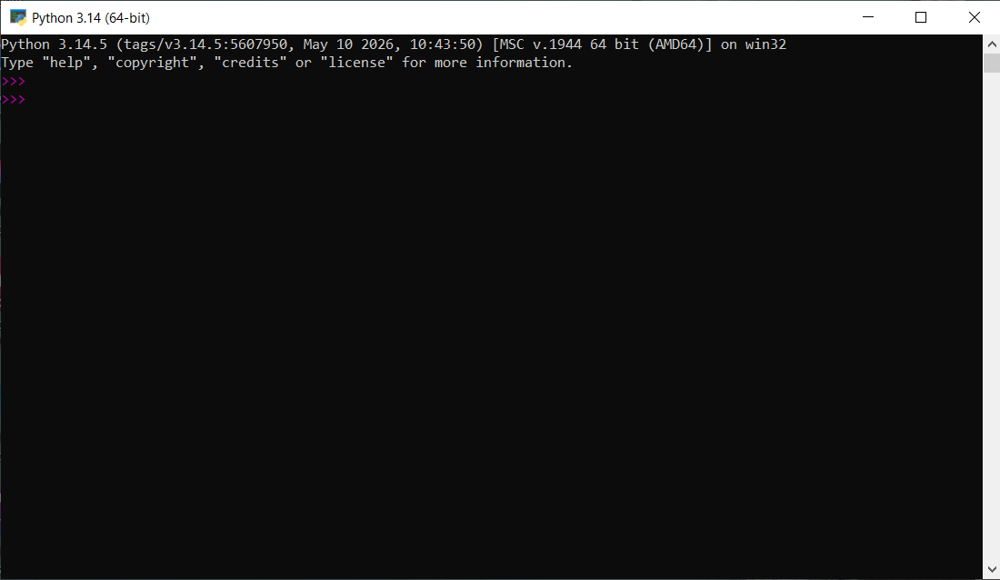 Python 3.14 (64-bit)
Python 3.14.5 (tags/v3.14.5:5607950, May 10 2026, 10:43:50) [MSC v.1944 64 bit (AMD64)] on win32
Type "help", "copyright", "credits" or "license" for more information.
>>>
>>>